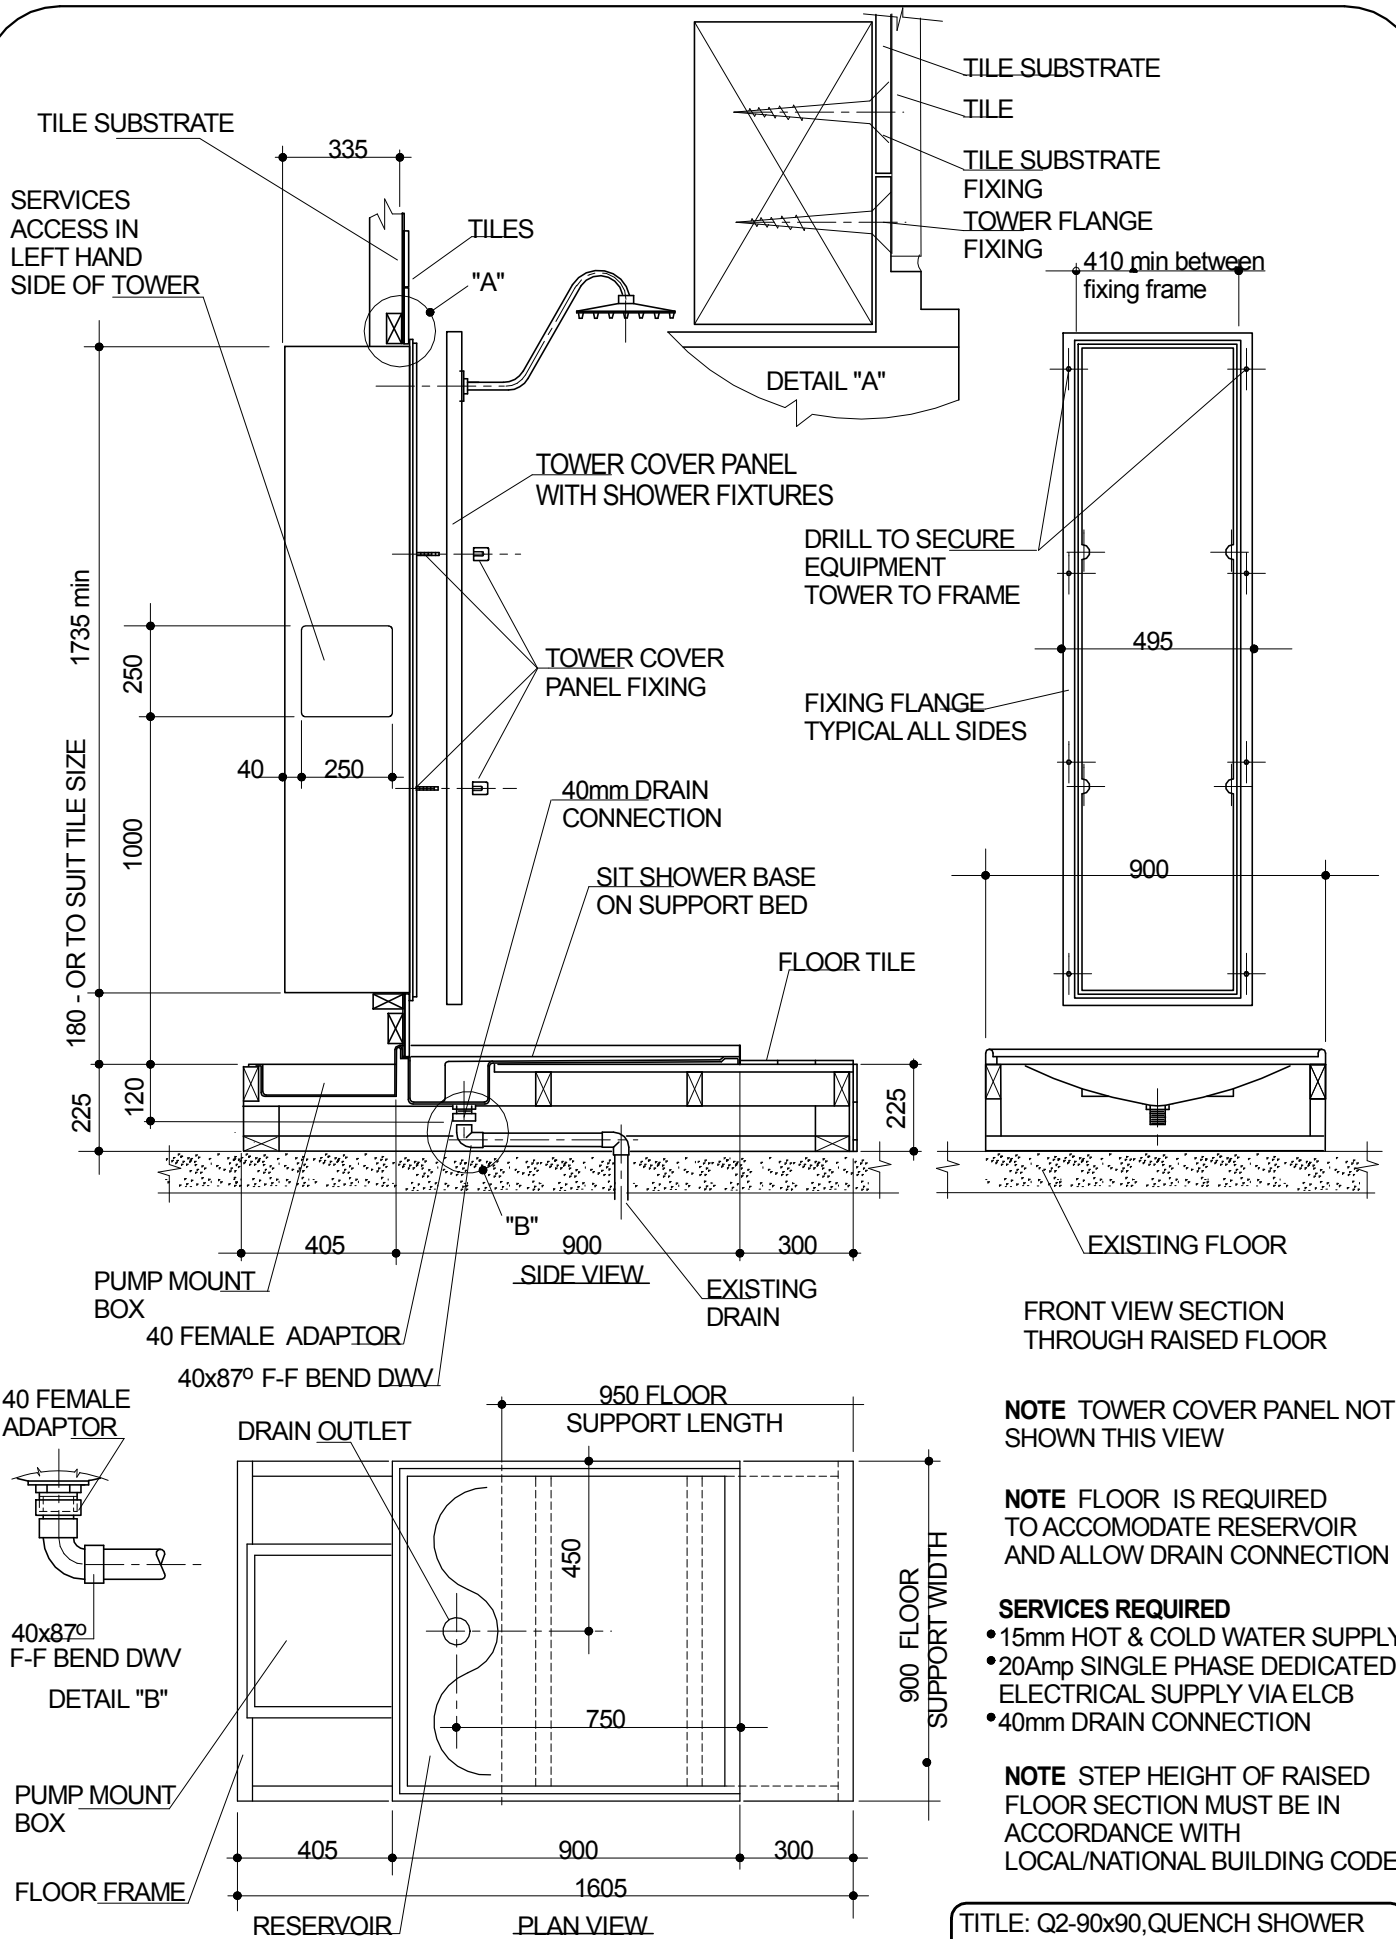 TILE SUBSTRATE
TILE
TILE SUBSTRATE
FIXING
TOWER FLANGE
FIXING
DETAIL "A"
TILE SUBSTRATE
335
SERVICES
ACCESS IN
LEFT HAND
SIDE OF TOWER
TILES
"A"
410 min between
fixing frame
TOWER COVER PANEL
WITH SHOWER FIXTURES
DRILL TO SECURE
EQUIPMENT
TOWER TO FRAME
1735 min
250
TOWER COVER
PANEL FIXING
495
FIXING FLANGE
TYPICAL ALL SIDES
40
250
180 - OR TO SUIT TILE SIZE
1000
40mm DRAIN
CONNECTION
SIT SHOWER BASE
ON SUPPORT BED
900
FLOOR TILE
225
120
225
"B"
405
900
300
SIDE VIEW
EXISTING FLOOR
PUMP MOUNT
BOX
EXISTING
DRAIN
40 FEMALE ADAPTOR
40x87º F-F BEND DWV
FRONT VIEW SECTION
THROUGH RAISED FLOOR
40 FEMALE
ADAPTOR
40x87º
F-F BEND DWV
DETAIL "B"
DRAIN OUTLET
950 FLOOR
SUPPORT LENGTH
450
900 FLOOR
SUPPORT WIDTH
750
PUMP MOUNT
BOX
FLOOR FRAME
405
900
300
1605
RESERVOIR
PLAN VIEW
NOTE TOWER COVER PANEL NOT
SHOWN THIS VIEW
NOTE FLOOR IS REQUIRED
TO ACCOMODATE RESERVOIR
AND ALLOW DRAIN CONNECTION
SERVICES REQUIRED
• 15mm HOT & COLD WATER SUPPLY
• 20Amp SINGLE PHASE DEDICATED
ELECTRICAL SUPPLY VIA ELCB
• 40mm DRAIN CONNECTION
NOTE STEP HEIGHT OF RAISED
FLOOR SECTION MUST BE IN
ACCORDANCE WITH
LOCAL/NATIONAL BUILDING CODE
TITLE: Q2-90x90,QUENCH SHOWER